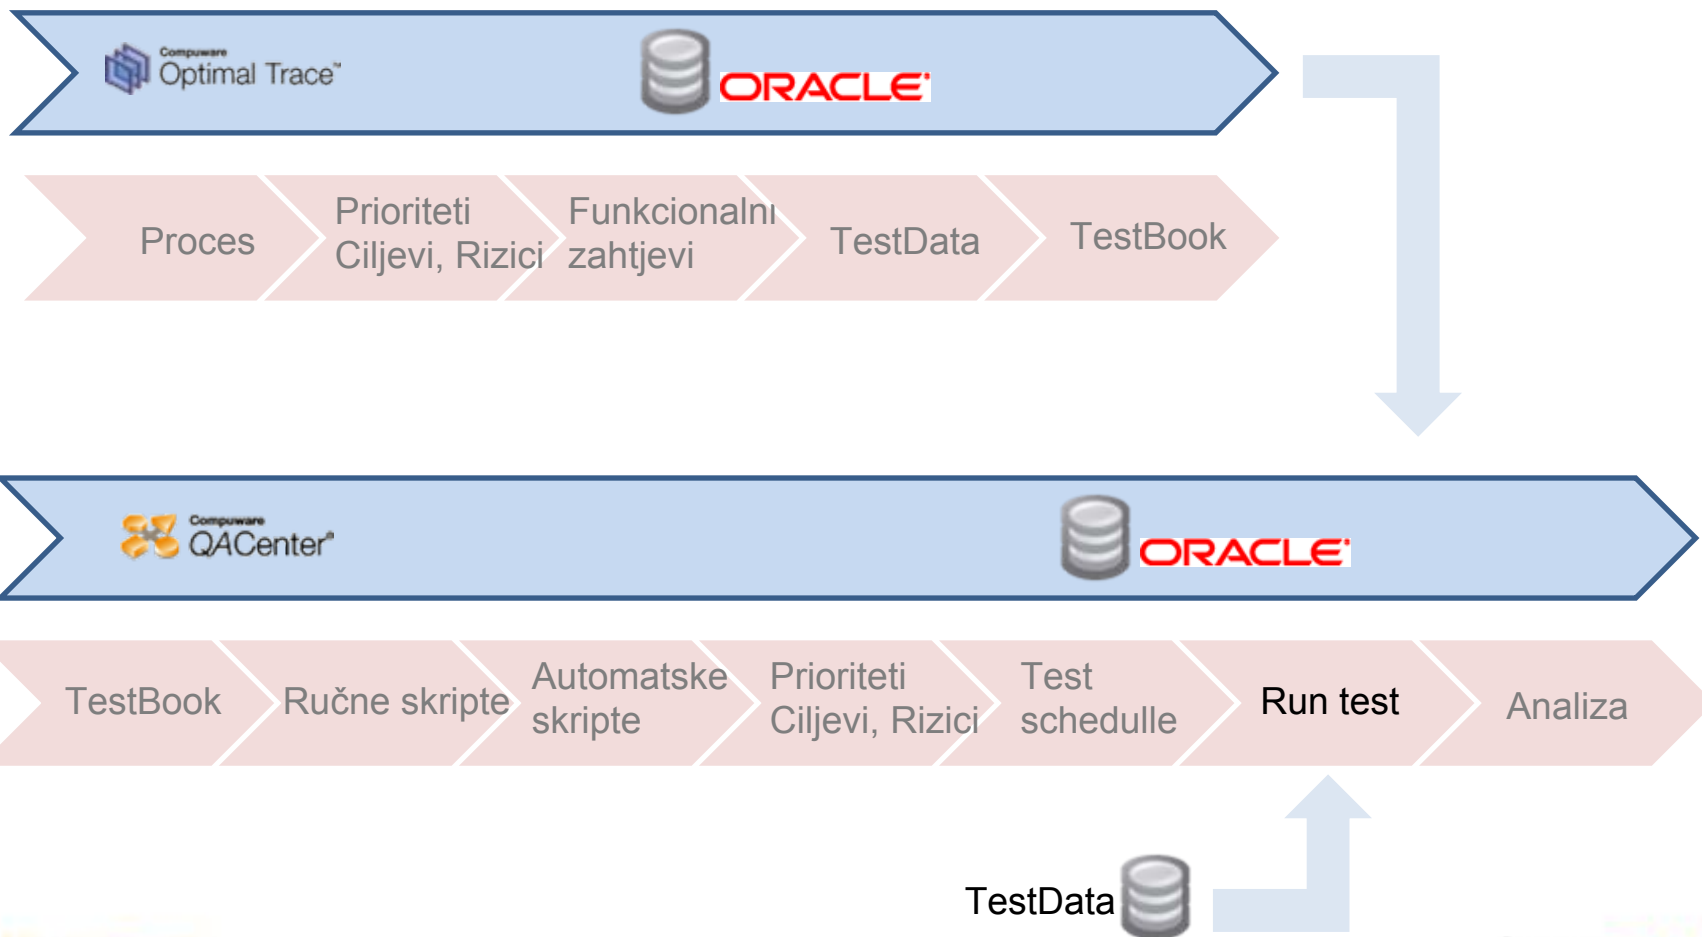 Compuware
Optimal Trace™
ORACLE®
Proces
Prioriteti
Ciljevi, Rizici
Funkcionalni
zahtjevi
TestData
TestBook
Compuware
QACenter®
ORACLE®
TestBook
Ručne skripte
Automatske
skripte
Prioriteti
Ciljevi, Rizici
Test
schedulle
Run test
Analiza
TestData